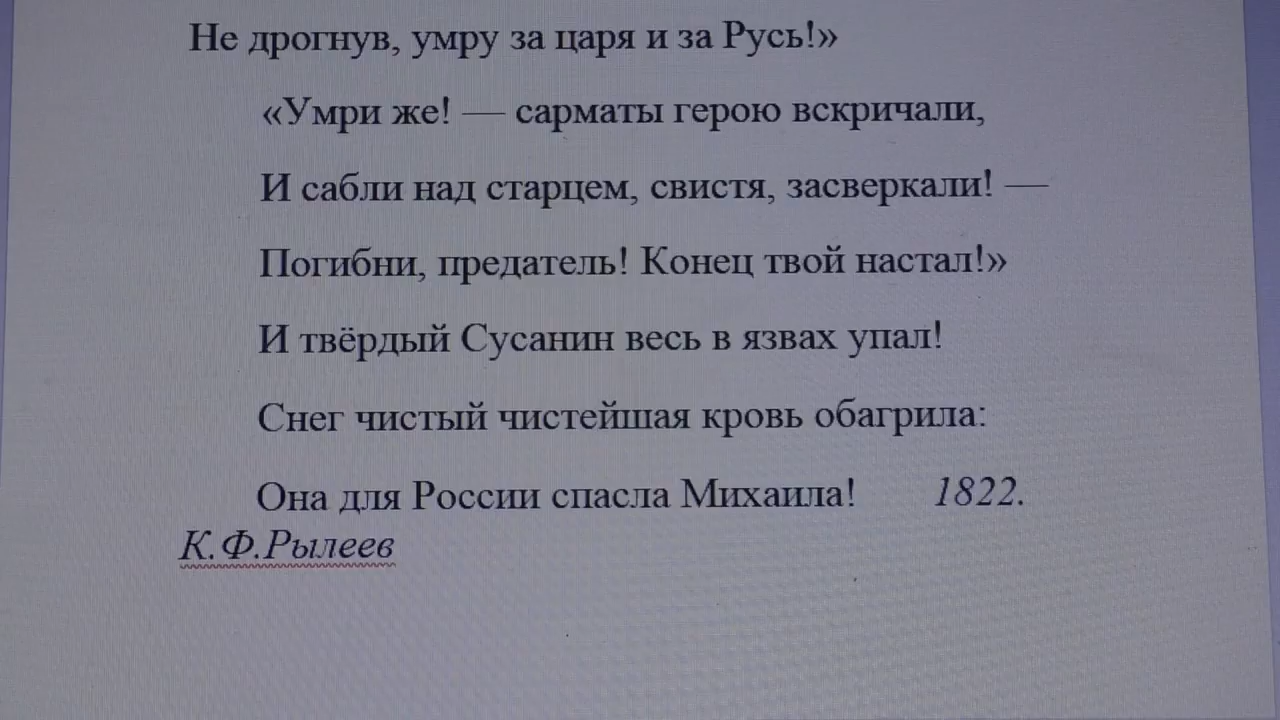 Не дрогнув, умру за царя и за Русь!»
«Умри же! — сарматы герою вскричали,
И сабли над старцем, свистя, засверкали! —
Погибни, предатель! Конец твой настал!»
И твёрдый Сусанин весь в язвах упал!
Снег чистый чистейшая кровь обагрила:
Она для России спасла Михаила! 1822.
К.Ф.Рылеев